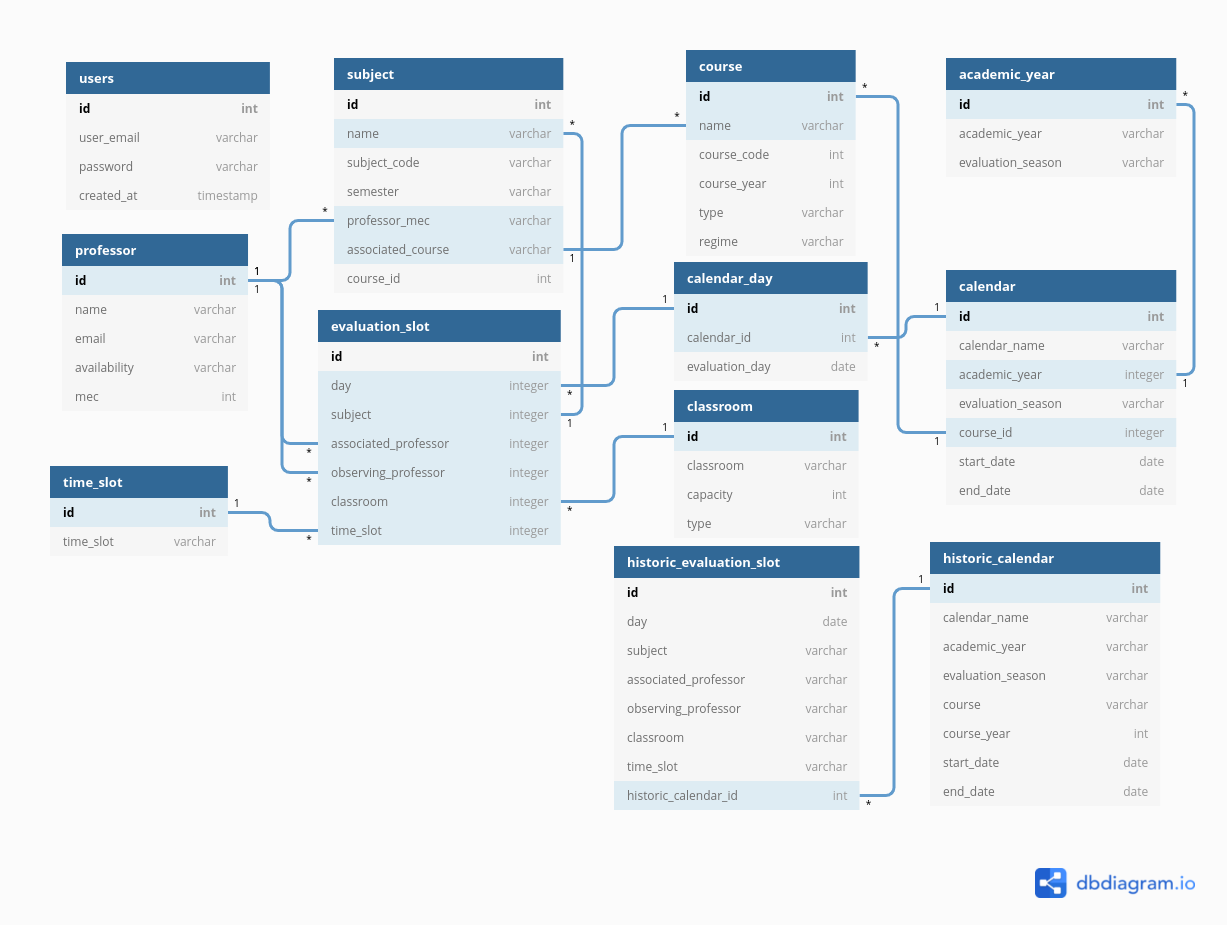 users
id int
user_email varchar
password varchar
created_at timestamp
subject
id int
name varchar *
subject_code varchar
semester varchar
* professor_mec varchar
associated_course varchar 1
course_id int
course
id int *
* name varchar
course_code int
course_year int
type varchar
regime varchar
academic_year
id int *
academic_year varchar
evaluation_season varchar
professor
id int 1
1
name varchar
email varchar
availability varchar
mec int
evaluation_slot
id int
day integer *
subject integer 1
* associated_professor integer
* observing_professor integer
classroom integer *
* time_slot integer
calendar_day
1 id int
calendar_id int *
evaluation_day date
calendar
1 id int
calendar_name varchar
academic_year integer 1
evaluation_season varchar
1 course_id integer
start_date date
end_date date
classroom
1 id int
classroom varchar
capacity int
type varchar
time_slot
id int 1
time_slot varchar
historic_evaluation_slot
id int
day date
subject varchar
associated_professor varchar
observing_professor varchar
classroom varchar
time_slot varchar
historic_calendar_id int *
historic_calendar
1 id int
calendar_name varchar
academic_year varchar
evaluation_season varchar
course varchar
course_year int
start_date date
end_date date
dbdiagram.io